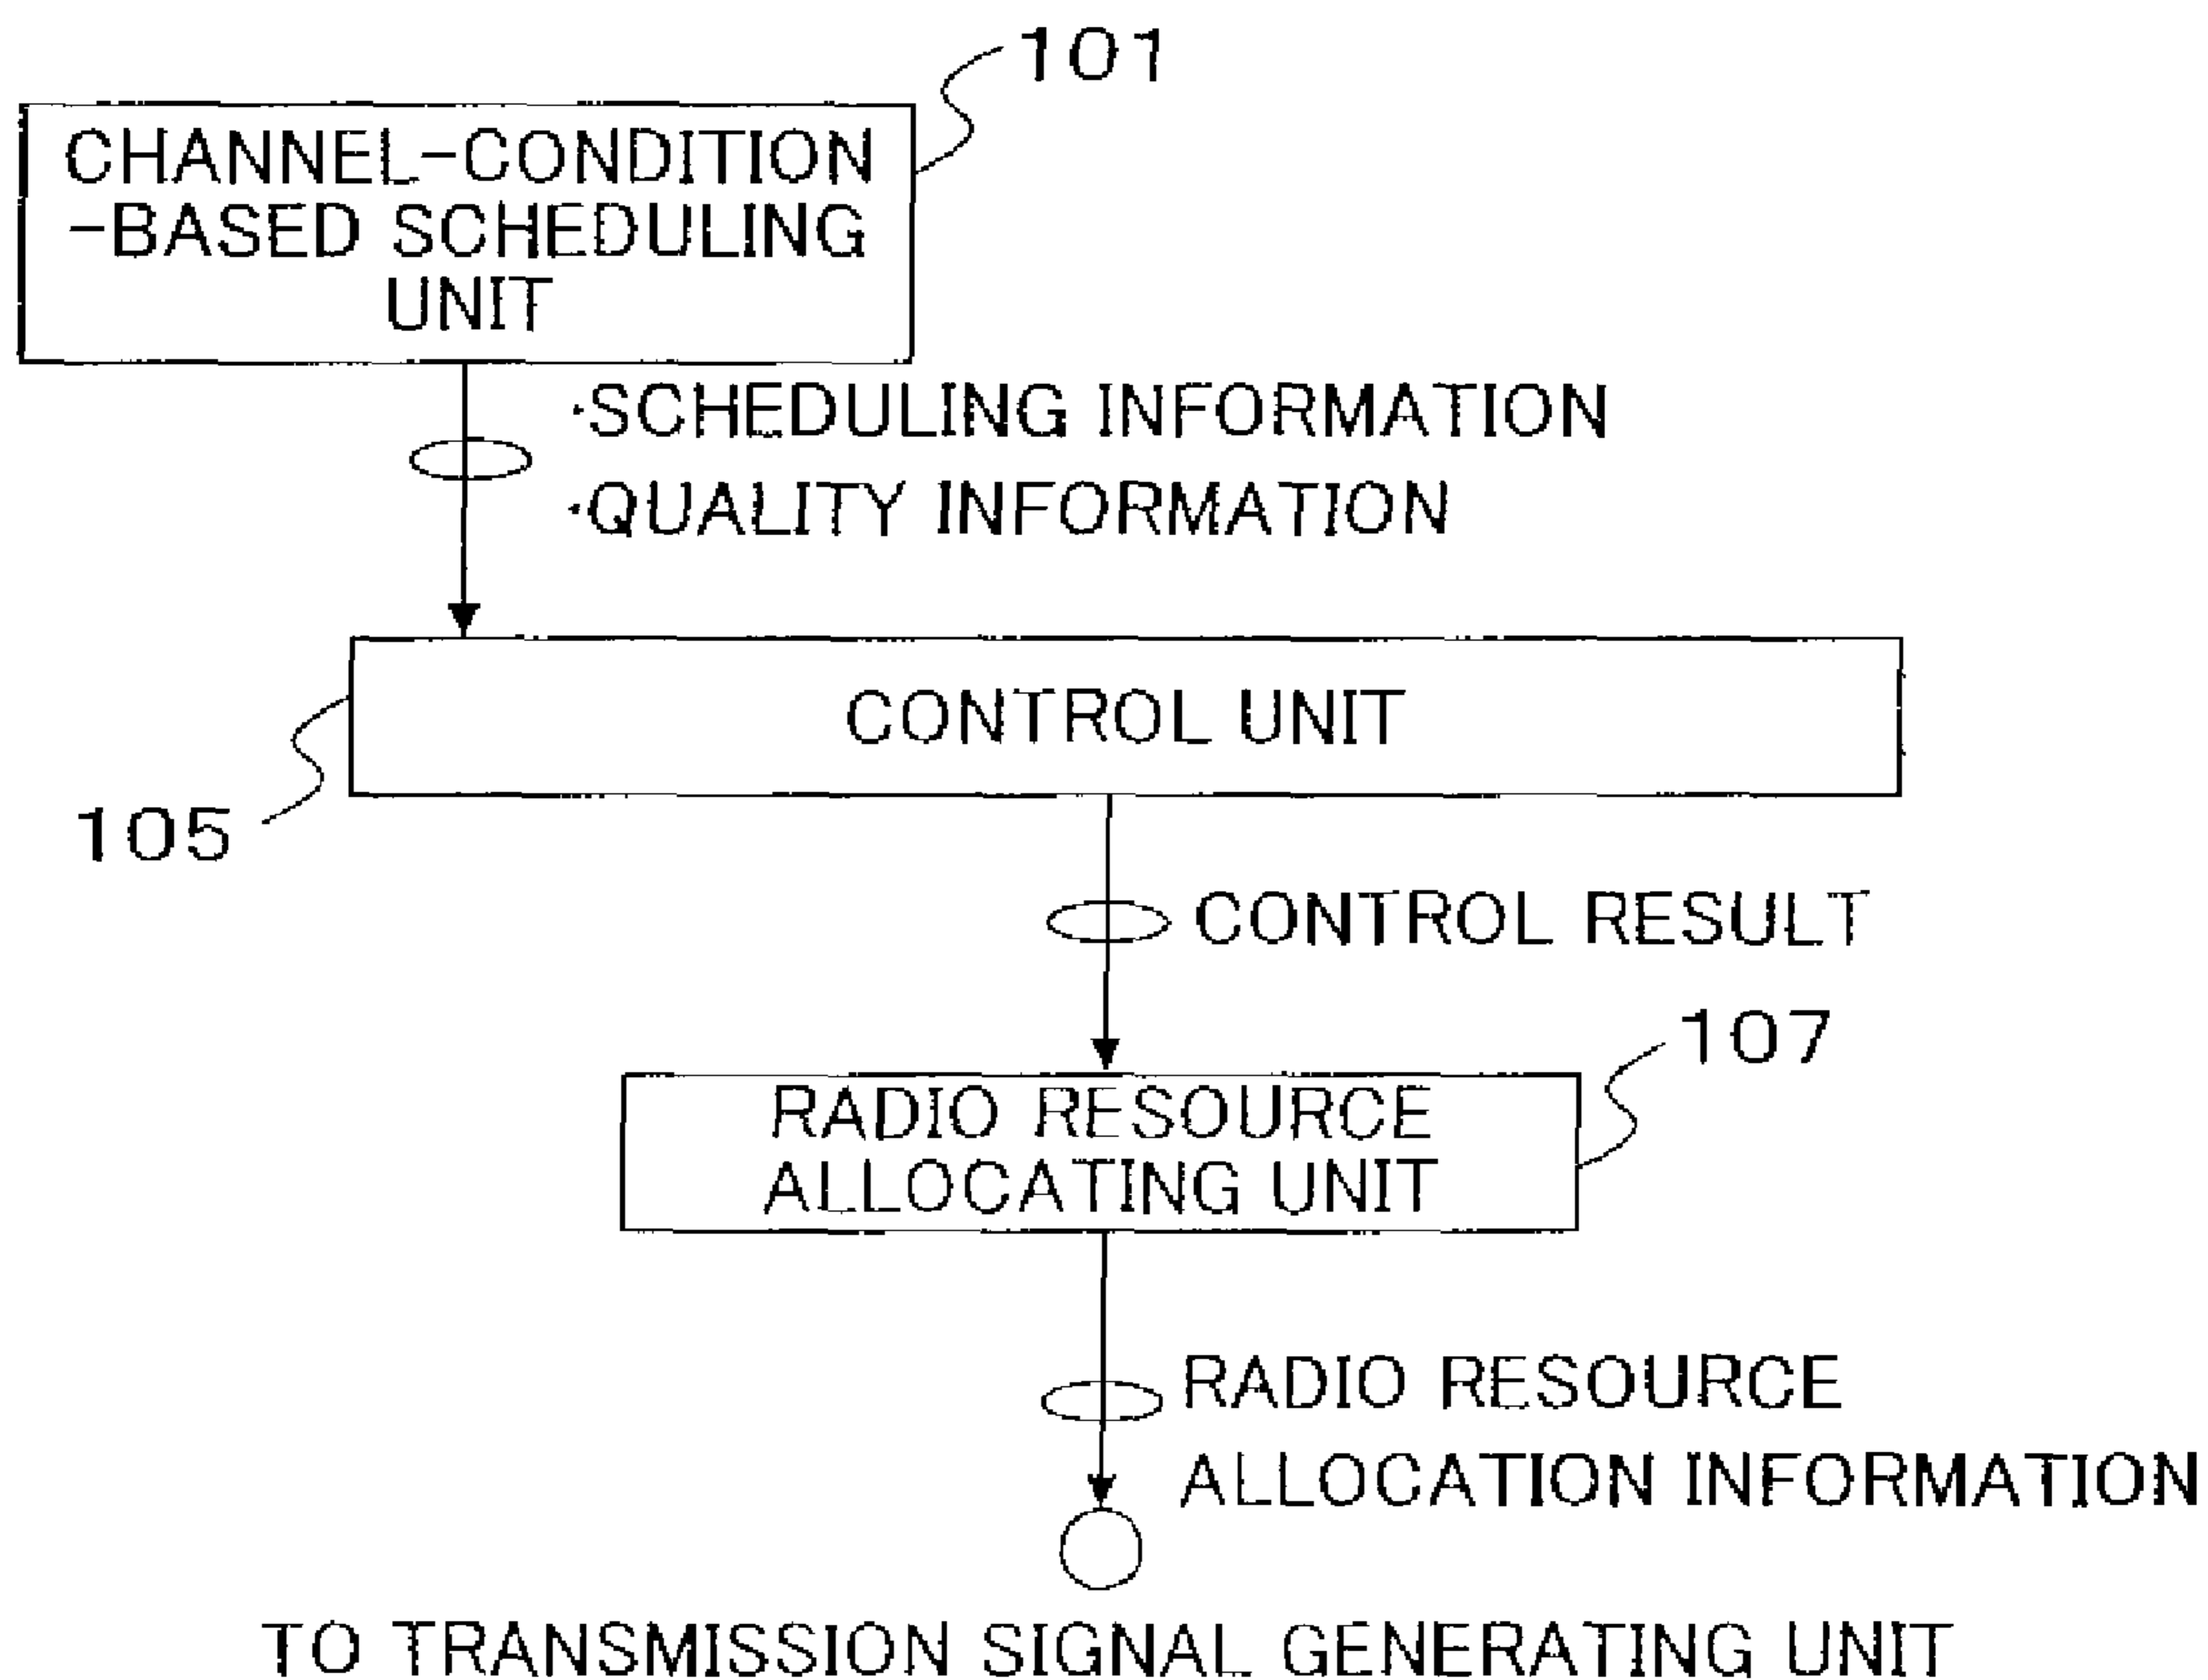 101
CHANNEL-CONDITION
-BASED SCHEDULING
UNIT
·SCHEDULING INFORMATION
·QUALITY INFORMATION
CONTROL UNIT
105
CONTROL RESULT
107
RADIO RESOURCE
ALLOCATING UNIT
RADIO RESOURCE
ALLOCATION INFORMATION
TO TRANSMISSION SIGNAL GENERATING UNIT